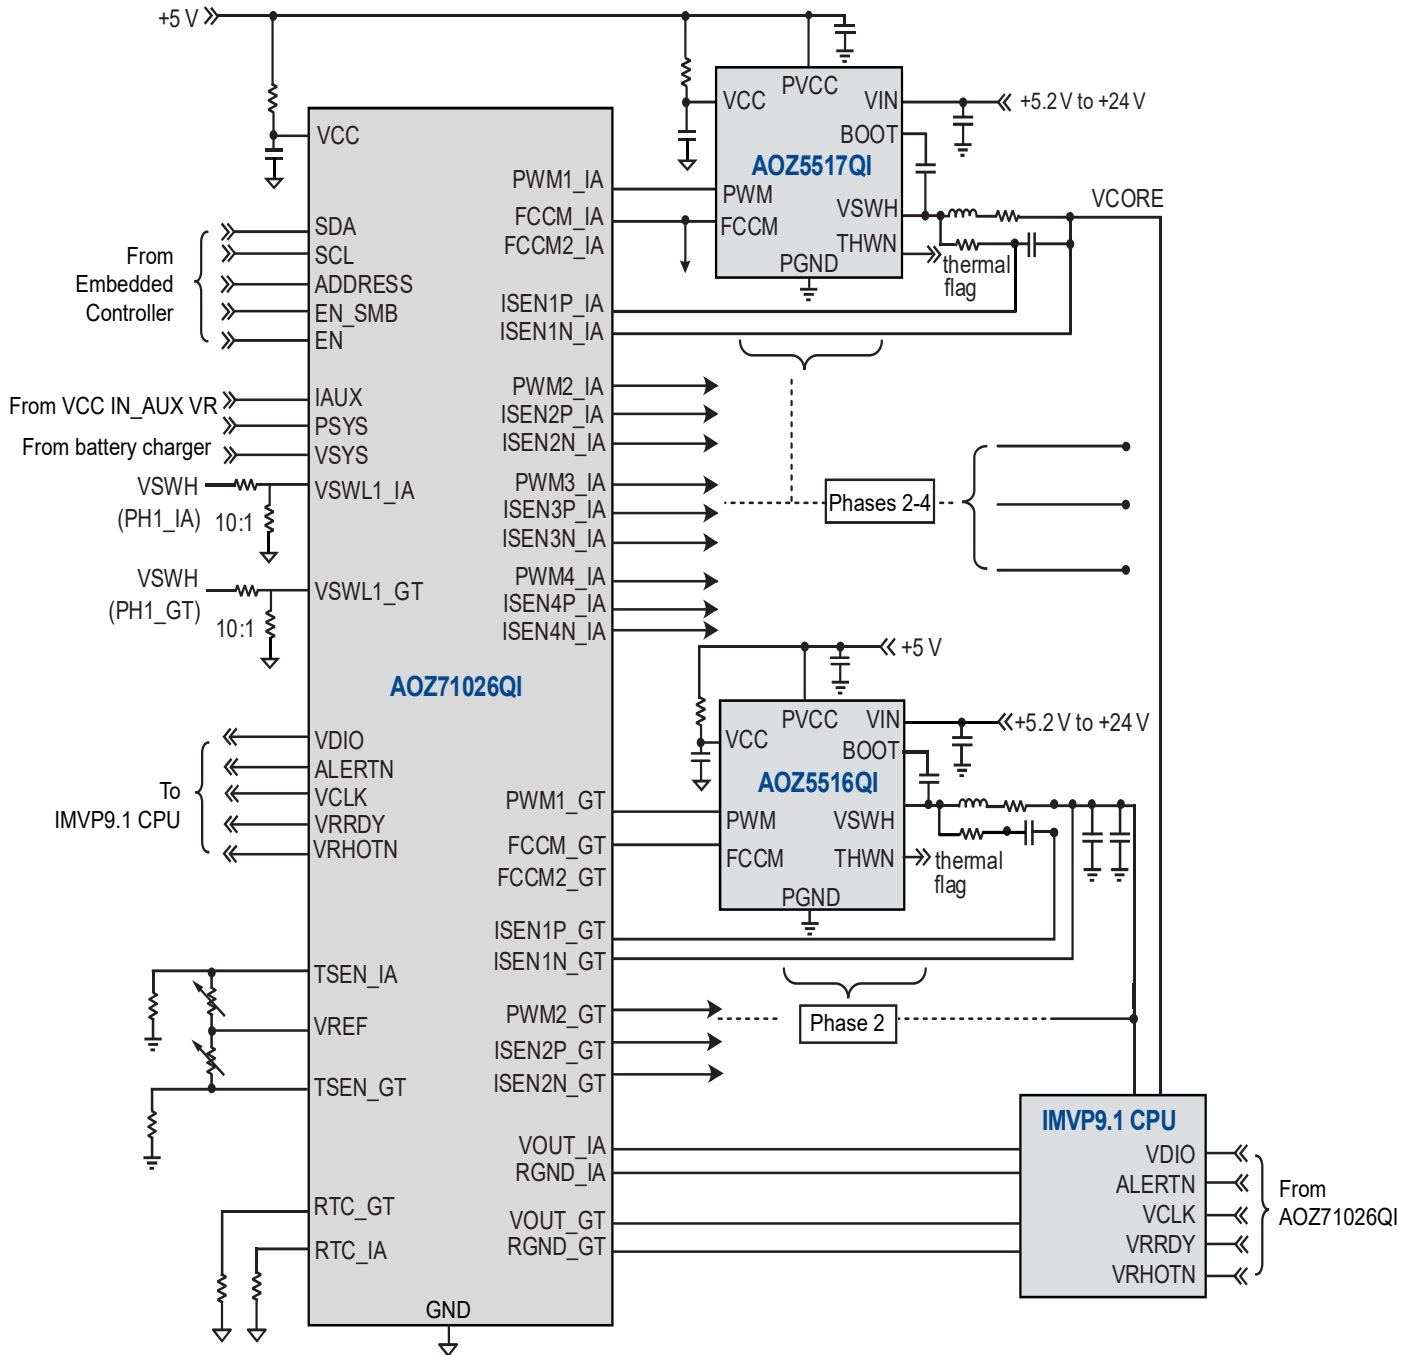 +5 V
PVCC
VCC
VIN
+5.2 V to +24 V
BOOT
AOZ5517QI
PWM
VSWH
VCORE
FCCM
THWN
thermal
flag
PGND
VCC
PWM1_IA
FCCM_IA
FCCM2_IA
SDA
SCL
ADDRESS
EN_SMB
EN
From
Embedded
Controller
ISEN1P_IA
ISEN1N_IA
IAUX
PSYS
VSYS
From VCC IN_AUX VR
From battery charger
PWM2_IA
ISEN2P_IA
ISEN2N_IA
VSWH
(PH1_IA)
10:1
VSWL1_IA
PWM3_IA
ISEN3P_IA
ISEN3N_IA
Phases 2-4
VSWH
(PH1_GT)
10:1
VSWL1_GT
PWM4_IA
ISEN4P_IA
ISEN4N_IA
AOZ71026QI
+5 V
PVCC
VIN
+5.2 V to +24 V
VCC
BOOT
AOZ5516QI
PWM
VSWH
FCCM
THWN
thermal
flag
PGND
To
IMVP9.1 CPU
VDIO
ALERTN
VCLK
VRRDY
VRHOTN
PWM1_GT
FCCM_GT
FCCM2_GT
ISEN1P_GT
ISEN1N_GT
TSEN_IA
VREF
TSEN_GT
PWM2_GT
ISEN2P_GT
ISEN2N_GT
Phase 2
VOUT_IA
RGND_IA
VOUT_GT
RGND_GT
RTC_GT
RTC_IA
GND
IMVP9.1 CPU
VDIO
ALERTN
VCLK
VRRDY
VRHOTN
From
AOZ71026QI